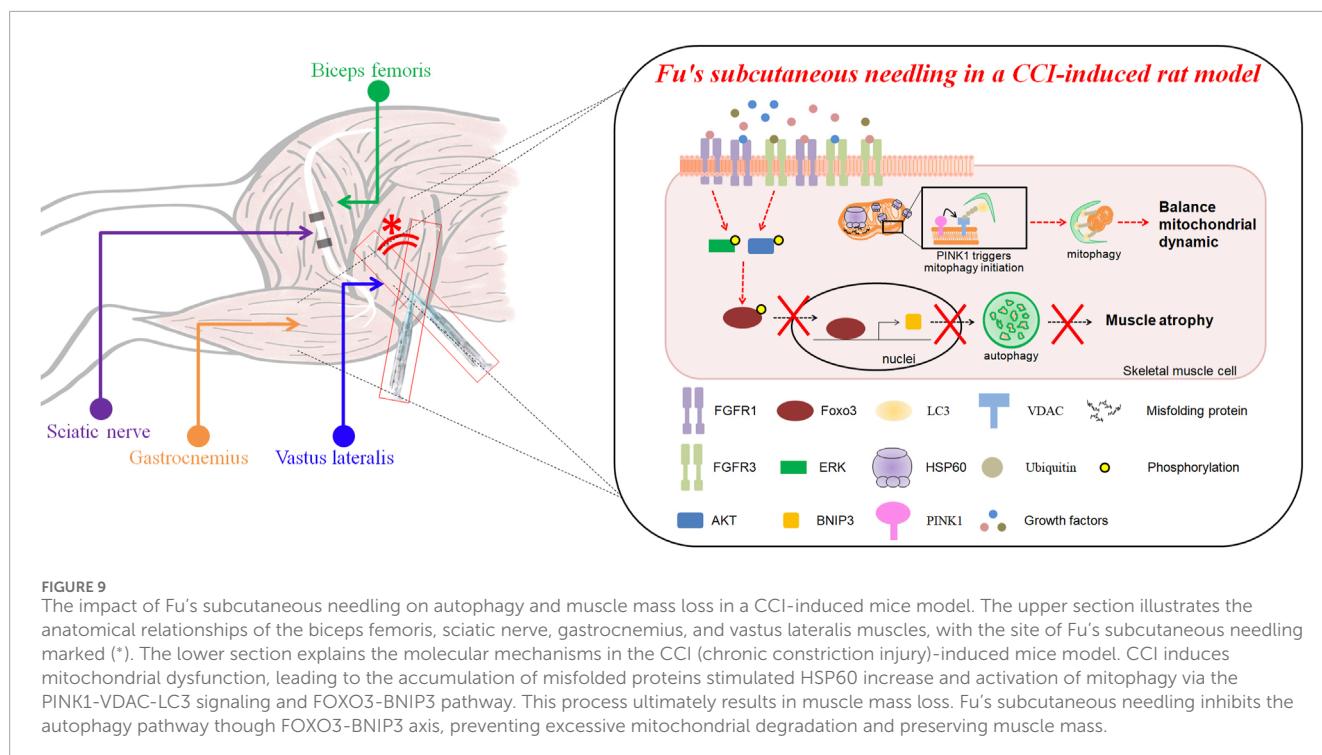 Biceps femoris
Sciatic nerve
Gastrocnemius
Vastus lateralis
*
Fu's subcutaneous needling in a CCI-induced rat model
PINK1 triggers
mitophagy initiation
mitophagy
Balance
mitochondrial
dynamic
nuclei
autophagy
Muscle atrophy
Skeletal muscle cell
FGFR1 Foxo3 LC3 VDAC Misfolding protein
FGFR3 ERK HSP60 Ubiquitin Phosphorylation
AKT BNIP3 PINK1 Growth factors
FIGURE 9
The impact of Fu's subcutaneous needling on autophagy and muscle mass loss in a CCI-induced mice model. The upper section illustrates the
anatomical relationships of the biceps femoris, sciatic nerve, gastrocnemius, and vastus lateralis muscles, with the site of Fu's subcutaneous needling
marked (*). The lower section explains the molecular mechanisms in the CCI (chronic constriction injury)-induced mice model. CCI induces
mitochondrial dysfunction, leading to the accumulation of misfolded proteins stimulated HSP60 increase and activation of mitophagy via the
PINK1-VDAC-LC3 signaling and FOXO3-BNIP3 pathway. This process ultimately results in muscle mass loss. Fu's subcutaneous needling inhibits the
autophagy pathway though FOXO3-BNIP3 axis, preventing excessive mitochondrial degradation and preserving muscle mass.